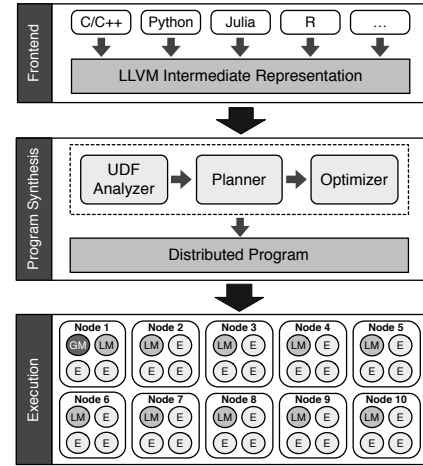 Frontend
C/C++ Python Julia R ...
LLVM Intermediate Representation
Program Synthesis
UDF Analyzer
Planner
Optimizer
Distributed Program
Execution
Node 1 Node 2 Node 3 Node 4 Node 5
GM LM LM E LM E LM E LM E
E E E E E E E E E E
Node 6 Node 7 Node 8 Node 9 Node 10
LM E LM E LM E LM E LM E
E E E E E E E E E E